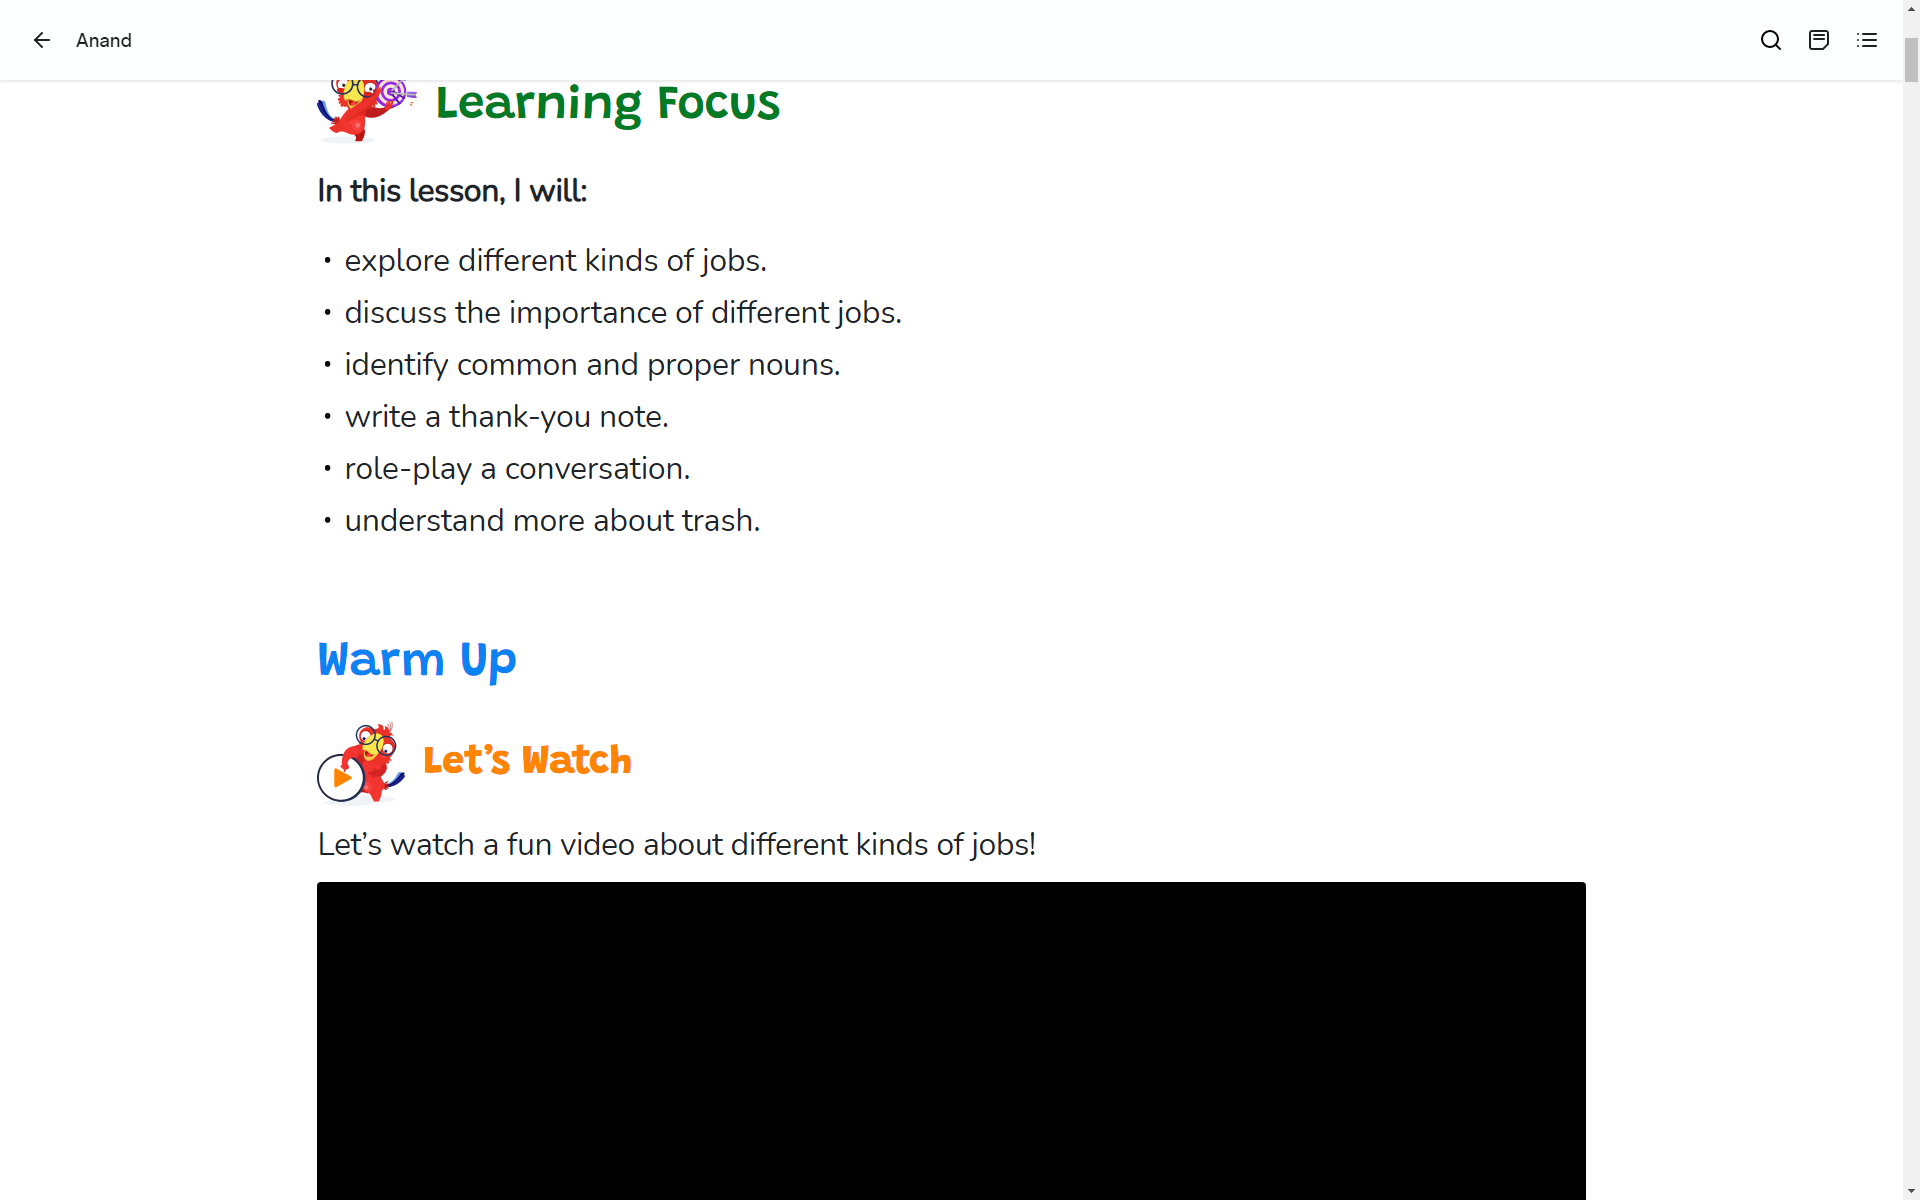 Anand
Learning Focus
In this lesson, I will:
• explore different kinds of jobs.
• discuss the importance of different jobs.
• identify common and proper nouns.
• write a thank-you note.
• role-play a conversation.
• understand more about trash.
Warm Up
Let’s Watch
Let’s watch a fun video about different kinds of jobs!